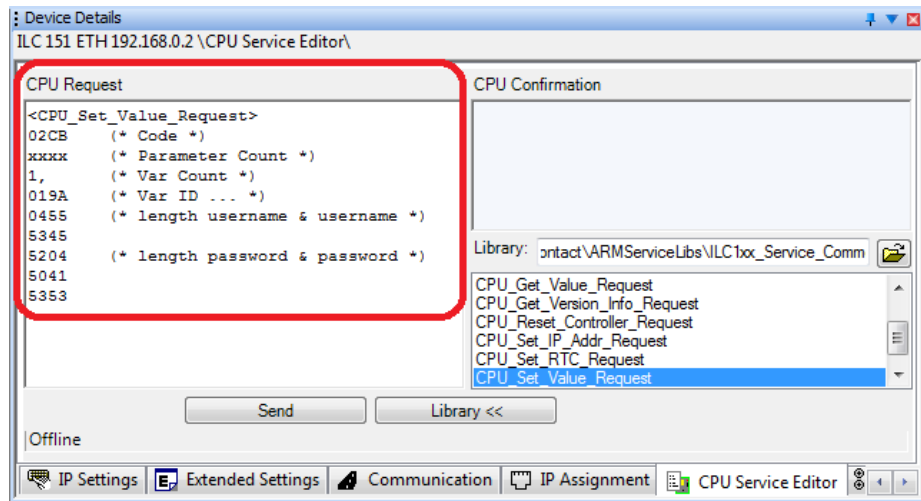 Device Details
ILC 151 ETH 192.168.0.2 \CPU Service Editor\
CPU Request
<CPU_Set_Value_Request>
02CB (* Code *)
xxxx (* Parameter Count *)
1, (* Var Count *)
019A (* Var ID ... *)
0455 (* length username & username *)
5345
5204 (* length password & password *)
5041
5353
CPU Confirmation
Library: ontact\ARMServiceLibs\ILC1xx_Service_Comm
CPU_Get_Value_Request
CPU_Get_Version_Info_Request
CPU_Reset_Controller_Request
CPU_Set_IP_Addr_Request
CPU_Set_RTC_Request
CPU_Set_Value_Request
Send
Library <<
Offline
IP Settings
Extended Settings
Communication
IP Assignment
CPU Service Editor